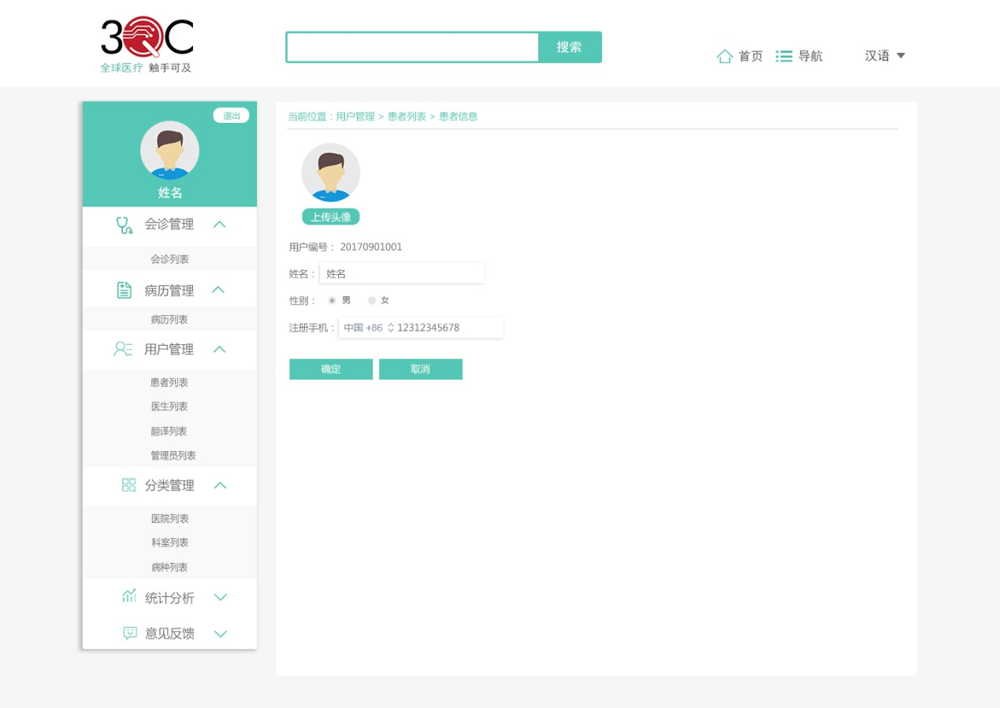 3QC
全球医疗 触手可及
搜索
首页 导航 汉语
退出
姓名
会诊管理
会诊列表
病历管理
病历列表
用户管理
患者列表
医生列表
翻译列表
管理员列表
分类管理
医院列表
科室列表
病种列表
统计分析
意见反馈
当前位置：用户管理 > 患者列表 > 患者信息
上传头像
用户编号： 20170901001
姓名： 姓名
性别： 男 女
注册手机： 中国 +86 12312345678
确定 取消